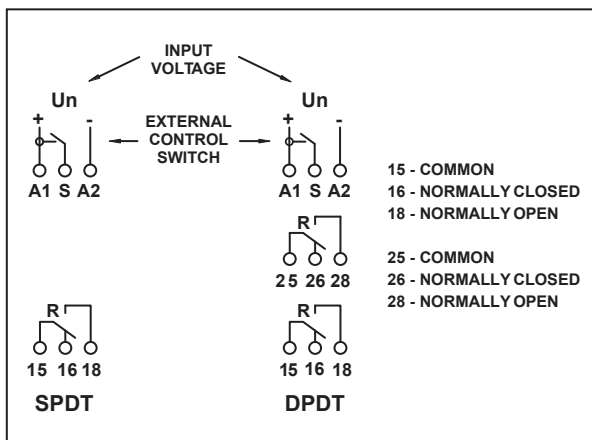 INPUT
VOLTAGE
Un
+ -
A1 S A2
EXTERNAL
CONTROL
SWITCH
Un
+ -
A1 S A2
15 - COMMON
16 - NORMALLY CLOSED
18 - NORMALLY OPEN
R
25 26 28
25 - COMMON
26 - NORMALLY CLOSED
28 - NORMALLY OPEN
R
15 16 18
SPDT
R
15 16 18
DPDT